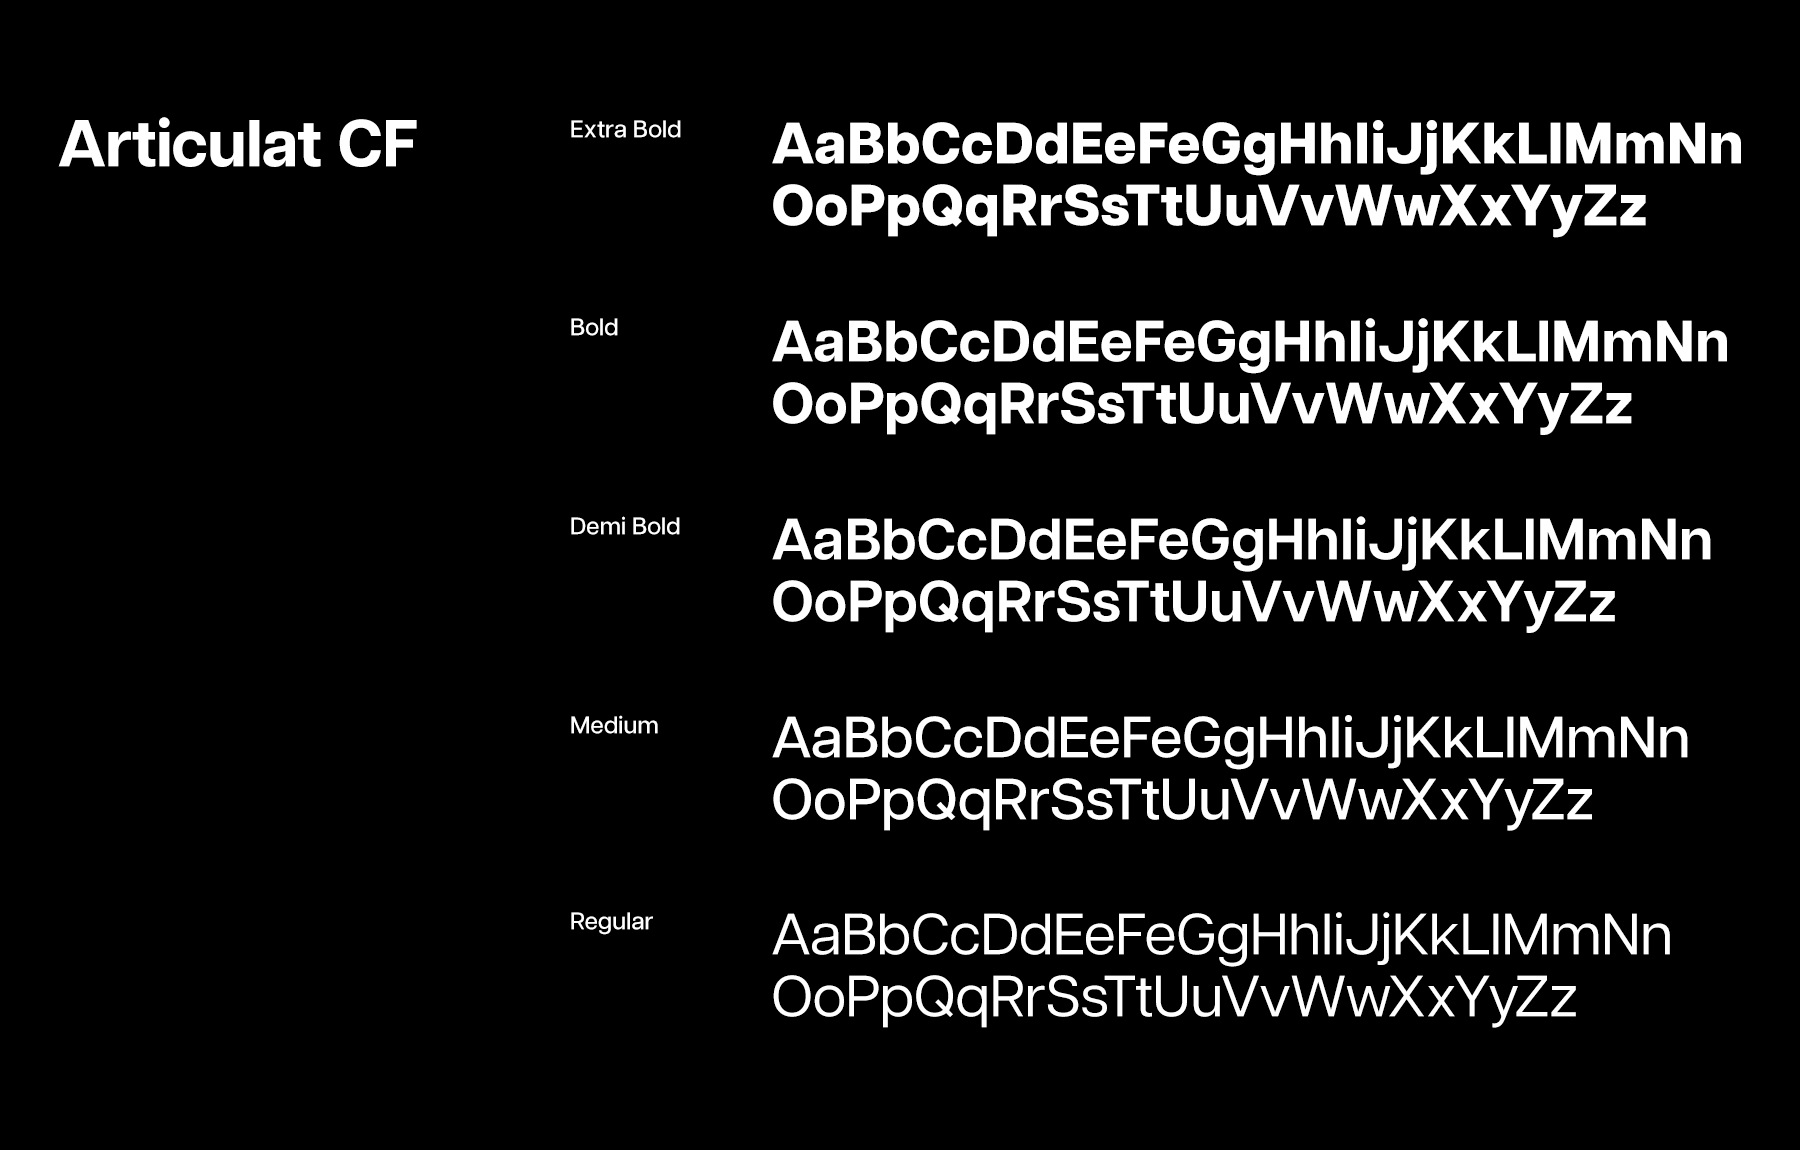 Articulat CF
Extra Bold
AaBbCcDdEeFeGgHhIiJjKkLlMmNn
OoPpQqRrSsTtUuVvWwXxYyZz
Bold
AaBbCcDdEeFeGgHhIiJjKkLlMmNn
OoPpQqRrSsTtUuVvWwXxYyZz
Demi Bold
AaBbCcDdEeFeGgHhIiJjKkLlMmNn
OoPpQqRrSsTtUuVvWwXxYyZz
Medium
AaBbCcDdEeFeGgHhIiJjKkLlMmNn
OoPpQqRrSsTtUuVvWwXxYyZz
Regular
AaBbCcDdEeFeGgHhIiJjKkLlMmNn
OoPpQqRrSsTtUuVvWwXxYyZz